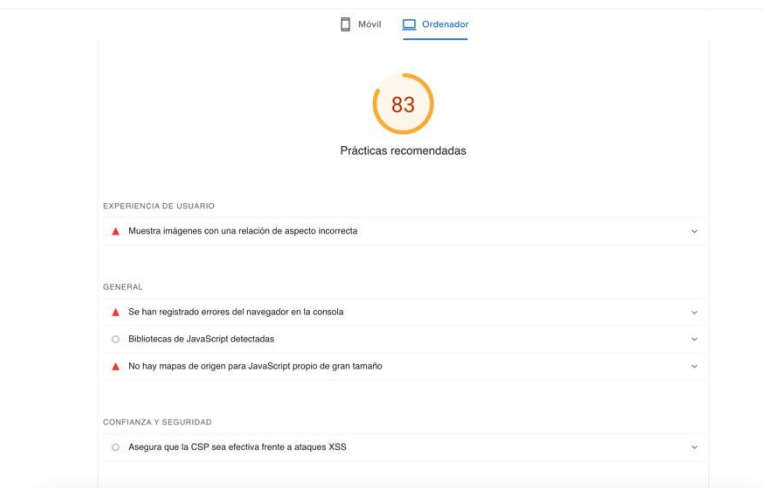 Móvil
Ordenador
83
Prácticas recomendadas
EXPERIENCIA DE USUARIO
Muestra imágenes con una relación de aspecto incorrecta
GENERAL
Se han registrado errores del navegador en la consola
Bibliotecas de JavaScript detectadas
No hay mapas de origen para JavaScript propio de gran tamaño
CONFIANZA Y SEGURIDAD
Asegura que la CSP sea efectiva frente a ataques XSS